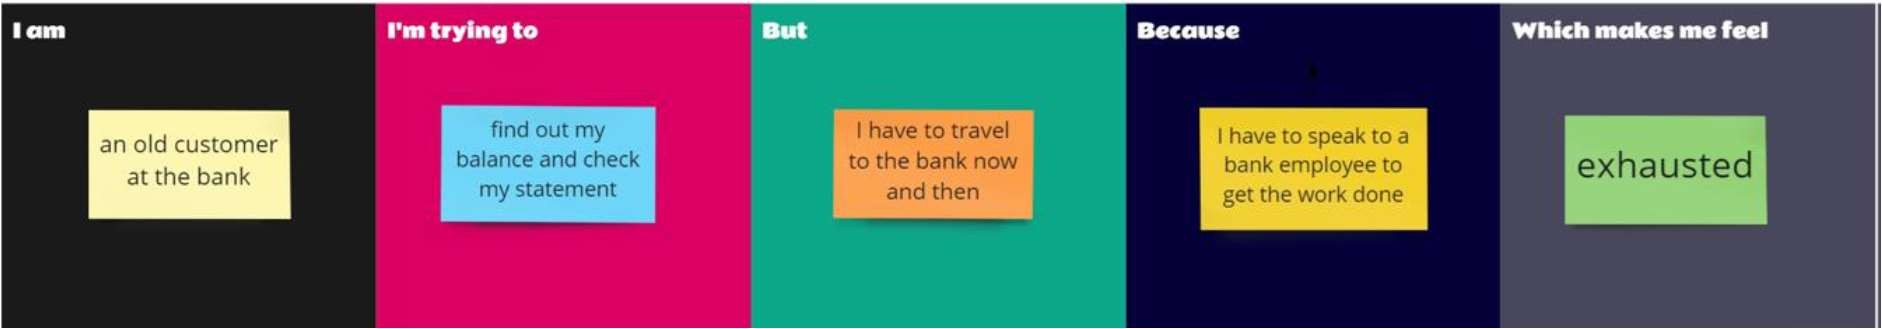 I am
an old customer
at the bank
I'm trying to
find out my
balance and check
my statement
But
I have to travel
to the bank now
and then
Because
I have to speak to a
bank employee to
get the work done
Which makes me feel
exhausted